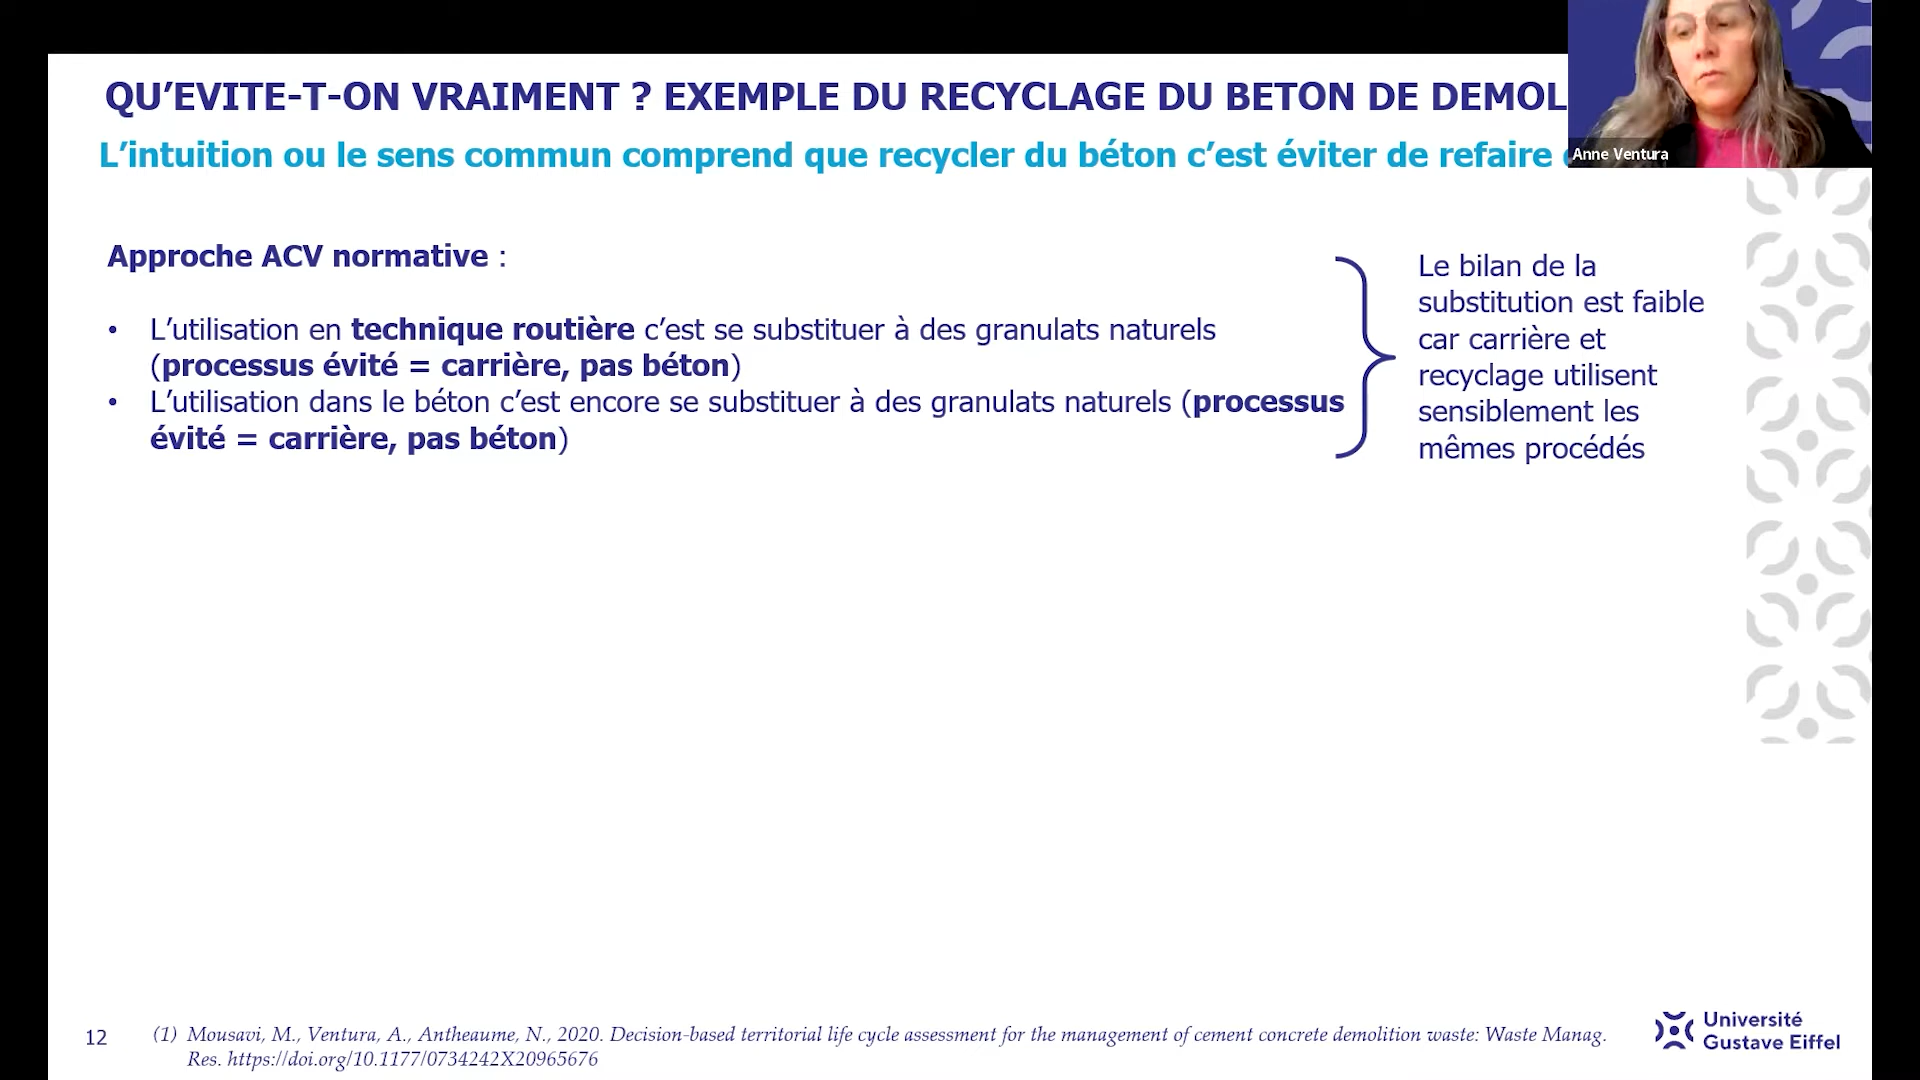 QU’EVITE-T-ON VRAIMENT ? EXEMPLE DU RECYCLAGE DU BETON DE DEMOL
L’intuition ou le sens commun comprend que recycler du béton c’est éviter de refaire
Anne Ventura
Approche ACV normative :
• L’utilisation en technique routière c’est se substituer à des granulats naturels
(processus évité = carrière, pas béton)
• L’utilisation dans le béton c’est encore se substituer à des granulats naturels (processus
évité = carrière, pas béton)
Le bilan de la
substitution est faible
car carrière et
recyclage utilisent
sensiblement les
mêmes procédés
12
(1) Mousavi, M., Ventura, A., Antheaume, N., 2020. Decision-based territorial life cycle assessment for the management of cement concrete demolition waste: Waste Manag.
Res. https://doi.org/10.1177/0734242X20965676
Université
Gustave Eiffel